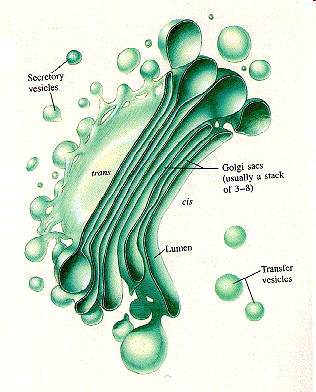 Secretory
vesicles
trans
Golgi sacs
(usually a stack
of 3–8)
cis
Lumen
Transfer
vesicles